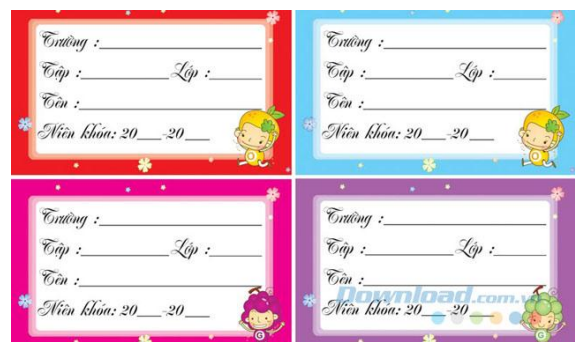 Trường :
Tập : Lớp :
Tên :
Niên khóa: 20 -20
Trường :
Tập : Lớp :
Tên :
Niên khóa: 20 -20
Trường :
Tập : Lớp :
Tên :
Niên khóa: 20 -20
G
Trường :
Tập : Lớp :
Tên :
Download.com.vn
Niên khóa: 20 -20
G